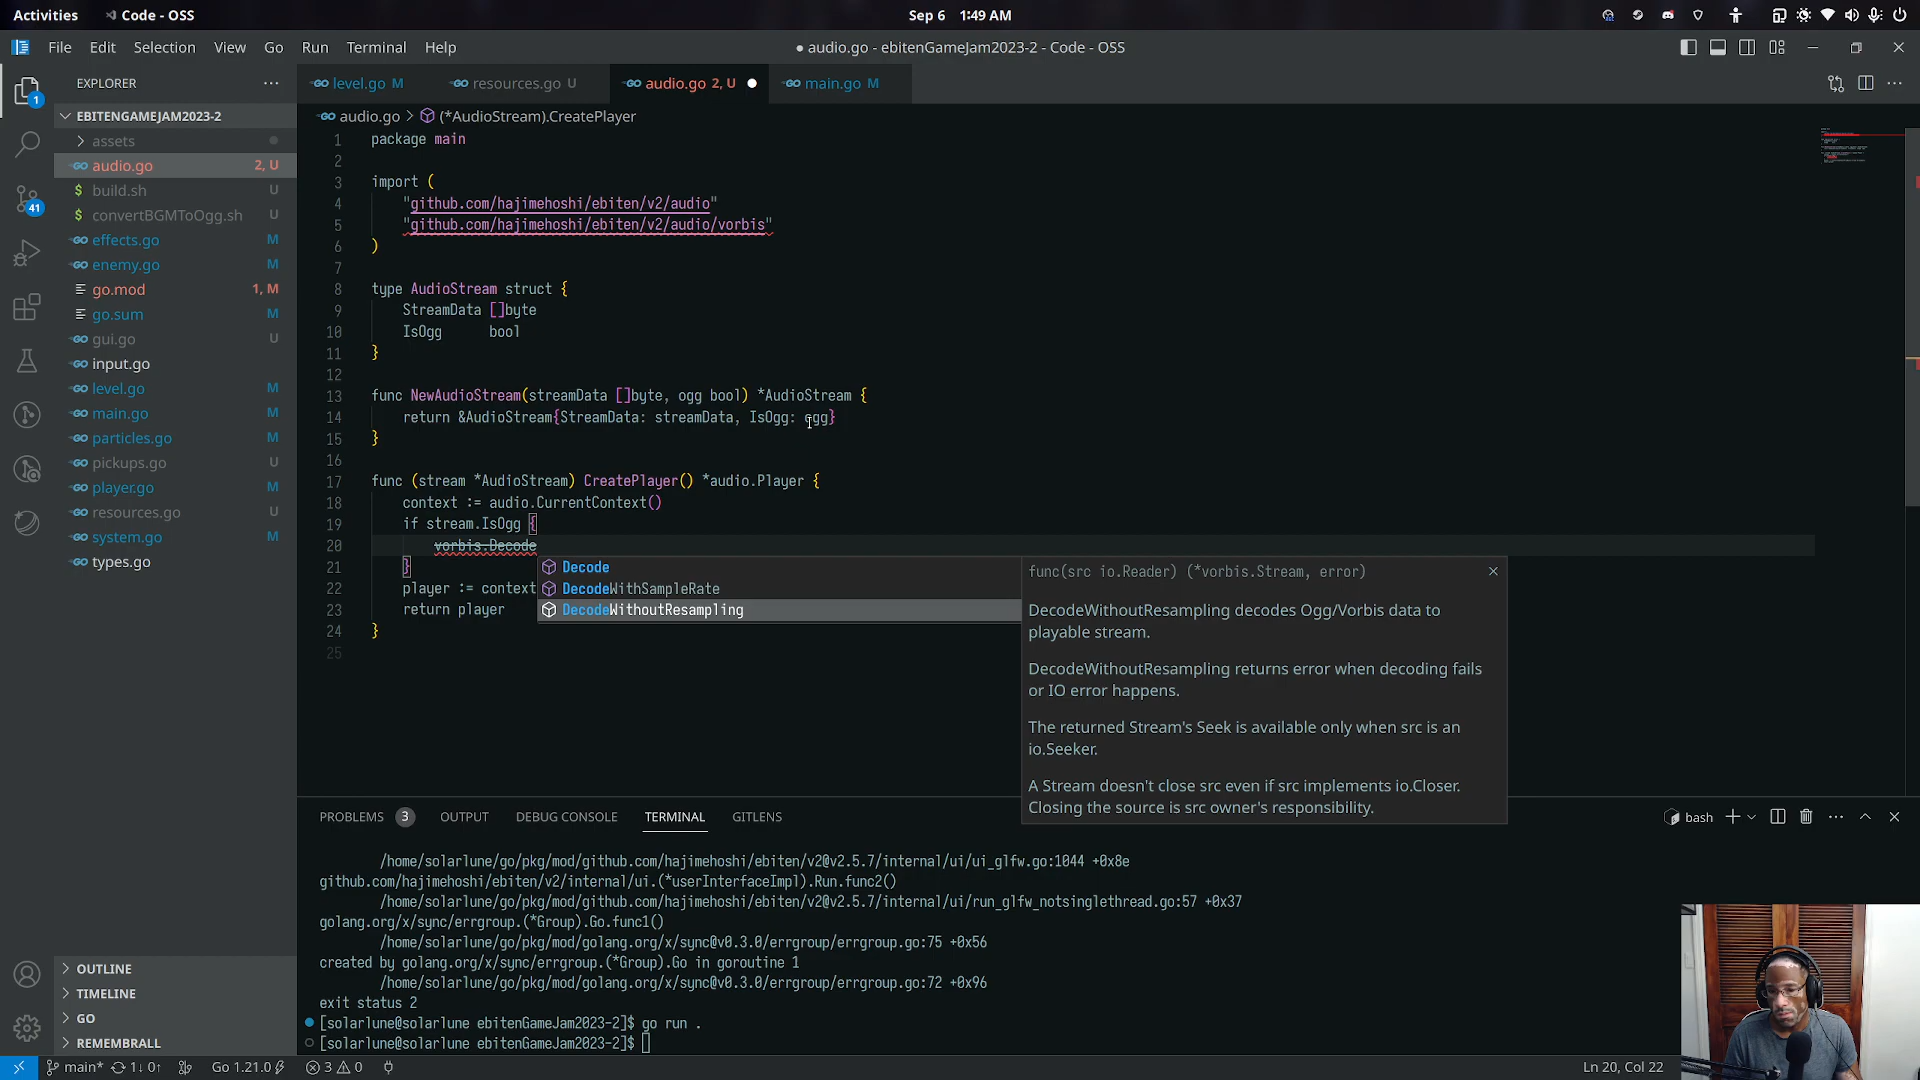 Activities
Code - OSS
Sep 6 1:49 AM
File Edit Selection View Go Run Terminal Help
● audio.go - ebitenGameJam2023-2 - Code - OSS
EXPLORER
level.go M
resources.go U
audio.go 2, U
main.go M
EBITENGAMEJAM2023-2
audio.go > (*AudioStream).CreatePlayer
assets
audio.go 2, U
build.sh U
convertBGMToOgg.sh U
effects.go M
enemy.go M
go.mod 1, M
go.sum M
gui.go U
input.go
level.go M
main.go M
particles.go M
pickups.go U
player.go M
resources.go U
system.go M
types.go
OUTLINE
TIMELINE
GO
REMEMBRALL
1
41
1 package main
2
3 import (
4 "github.com/hajimehoshi/ebiten/v2/audio"
5 "github.com/hajimehoshi/ebiten/v2/audio/vorbis"
6 )
7
8 type AudioStream struct {
9 StreamData []byte
10 IsOgg bool
11 }
12
13 func NewAudioStream(streamData []byte, ogg bool) *AudioStream {
14 return &AudioStream{StreamData: streamData, IsOgg: ogg}
15 }
16
17 func (stream *AudioStream) CreatePlayer() *audio.Player {
18 context := audio.CurrentContext()
19 if stream.IsOgg {
20 vorbis.Decode
21 }
22 player := context
23 return player
24 }
25
Decode
DecodeWithSampleRate
DecodeWithoutResampling
func(src io.Reader) (*vorbis.Stream, error)
DecodeWithoutResampling decodes Ogg/Vorbis data to
playable stream.
DecodeWithoutResampling returns error when decoding fails
or IO error happens.
The returned Stream's Seek is available only when src is an
io.Seeker.
A Stream doesn't close src even if src implements io.Closer.
Closing the source is src owner's responsibility.
PROBLEMS 3 OUTPUT DEBUG CONSOLE TERMINAL GITLENS
bash
/home/solarlune/go/pkg/mod/github.com/hajimehoshi/ebiten/v2@v2.5.7/internal/ui/ui_glfw.go:1044 +0x8e
github.com/hajimehoshi/ebiten/v2/internal/ui.(*userInterfaceImpl).Run.func2()
/home/solarlune/go/pkg/mod/github.com/hajimehoshi/ebiten/v2@v2.5.7/internal/ui/run_glfw_notsinglethread.go:57 +0x37
golang.org/x/sync/errgroup.(*Group).Go.func1()
/home/solarlune/go/pkg/mod/golang.org/x/sync@v0.3.0/errgroup/errgroup.go:75 +0x56
created by golang.org/x/sync/errgroup.(*Group).Go in goroutine 1
/home/solarlune/go/pkg/mod/golang.org/x/sync@v0.3.0/errgroup/errgroup.go:72 +0x96
exit status 2
[solarlune@solarlune ebitenGameJam2023-2]$ go run .
[solarlune@solarlune ebitenGameJam2023-2]$
main* 1↓ 0↑ Go 1.21.0 3 0
Ln 20, Col 22